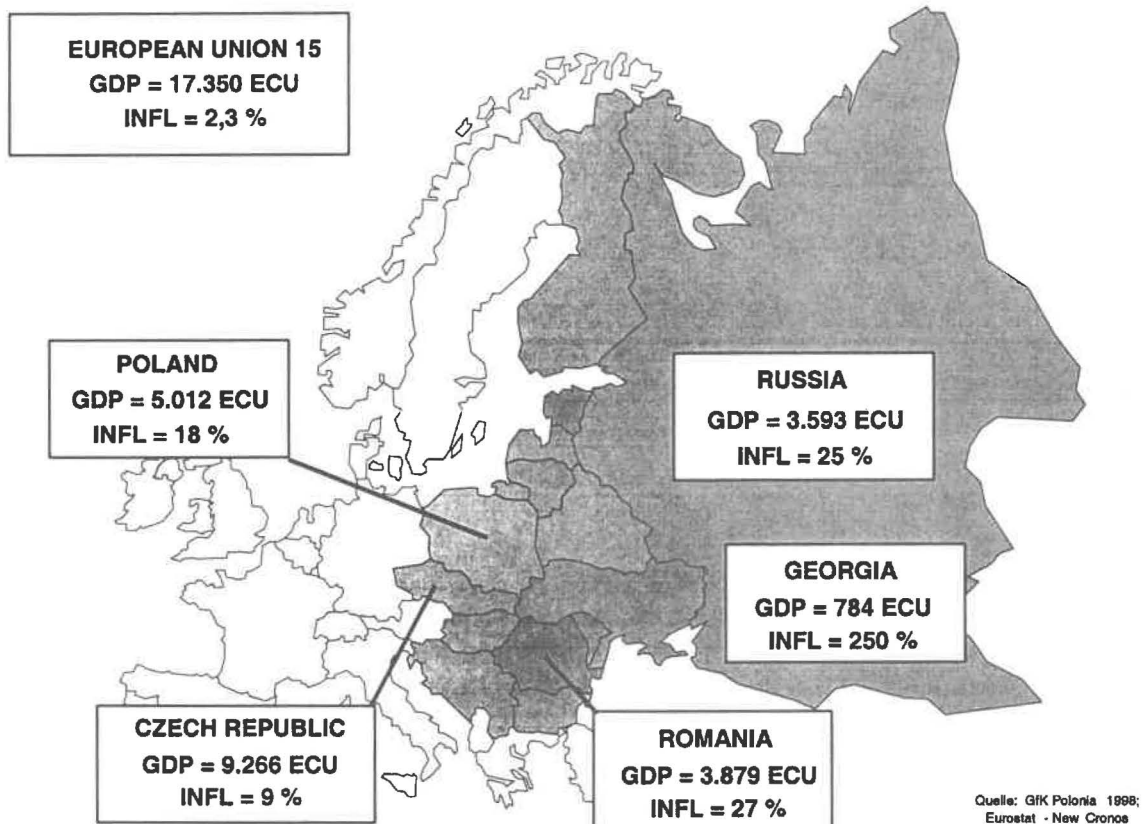 EUROPEAN UNION 15
GDP = 17.350 ECU
INFL = 2,3 %
POLAND
GDP = 5.012 ECU
INFL = 18 %
RUSSIA
GDP = 3.593 ECU
INFL = 25 %
GEORGIA
GDP = 784 ECU
INFL = 250 %
CZECH REPUBLIC
GDP = 9.266 ECU
INFL = 9 %
ROMANIA
GDP = 3.879 ECU
INFL = 27 %
Quelle: GfK Polonia 1998;
Eurostat - New Cronos